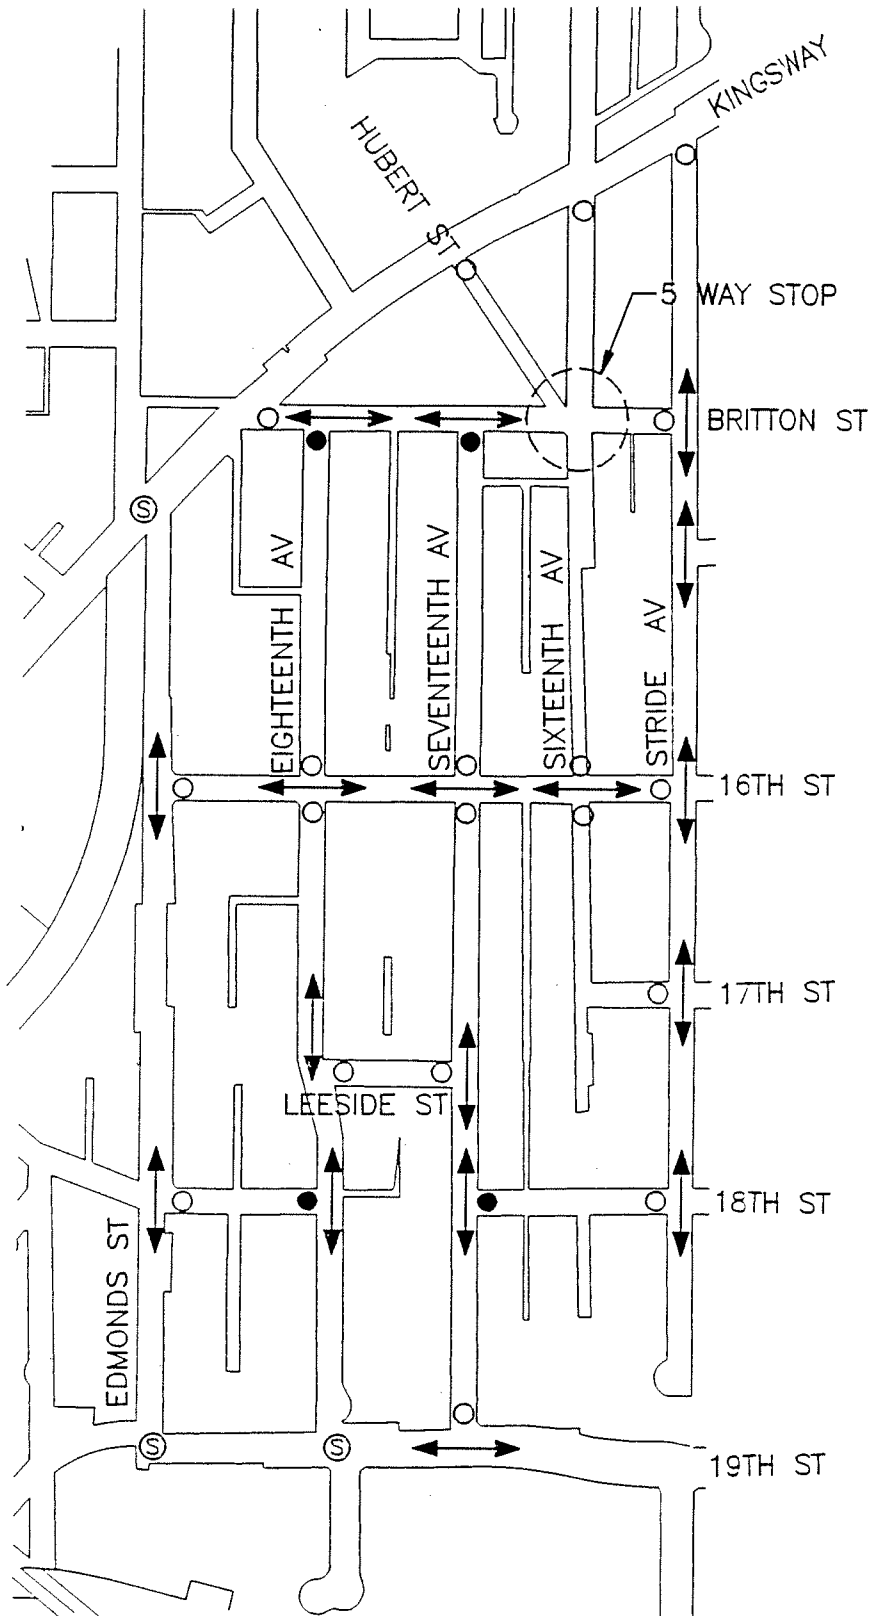 KINGSWAY
HUBERT ST
5 WAY STOP
BRITTON ST
S
EIGHTEENTH AV
SEVENTEENTH AV
SIXTEENTH AV
STRIDE AV
16TH ST
17TH ST
LEESIDE ST
18TH ST
EDMONDS ST
S
S
19TH ST